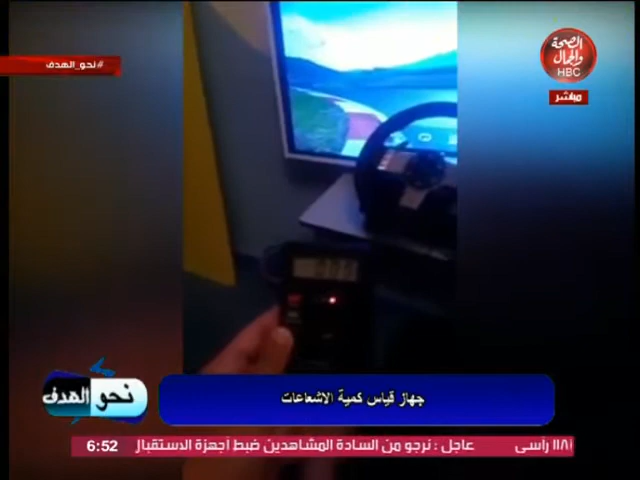 الصحة
والجمال
HBC
مباشر
#نحو_الهدف
جهاز قياس كمية الاشعاعات
نحو الهدف
١١٨١ راسى عاجل : نرجو من السادة المشاهدين ضبط أجهزة الاستقبال
6:52